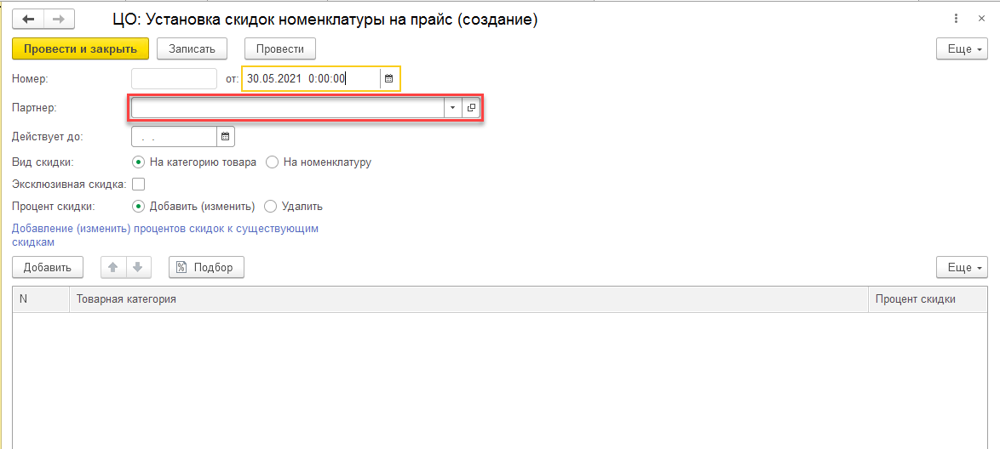 ЦО: Установка скидок номенклатуры на прайс (создание)
Провести и закрыть Записать Провести Еще
Номер: от: 30.05.2021 0:00:00
Партнер:
Действует до: . .
Вид скидки: На категорию товара На номенклатуру
Эксклюзивная скидка:
Процент скидки: Добавить (изменить) Удалить
Добавление (изменить) процентов скидок к существующим
скидкам
Добавить % Подбор Еще
N Товарная категория Процент скидки